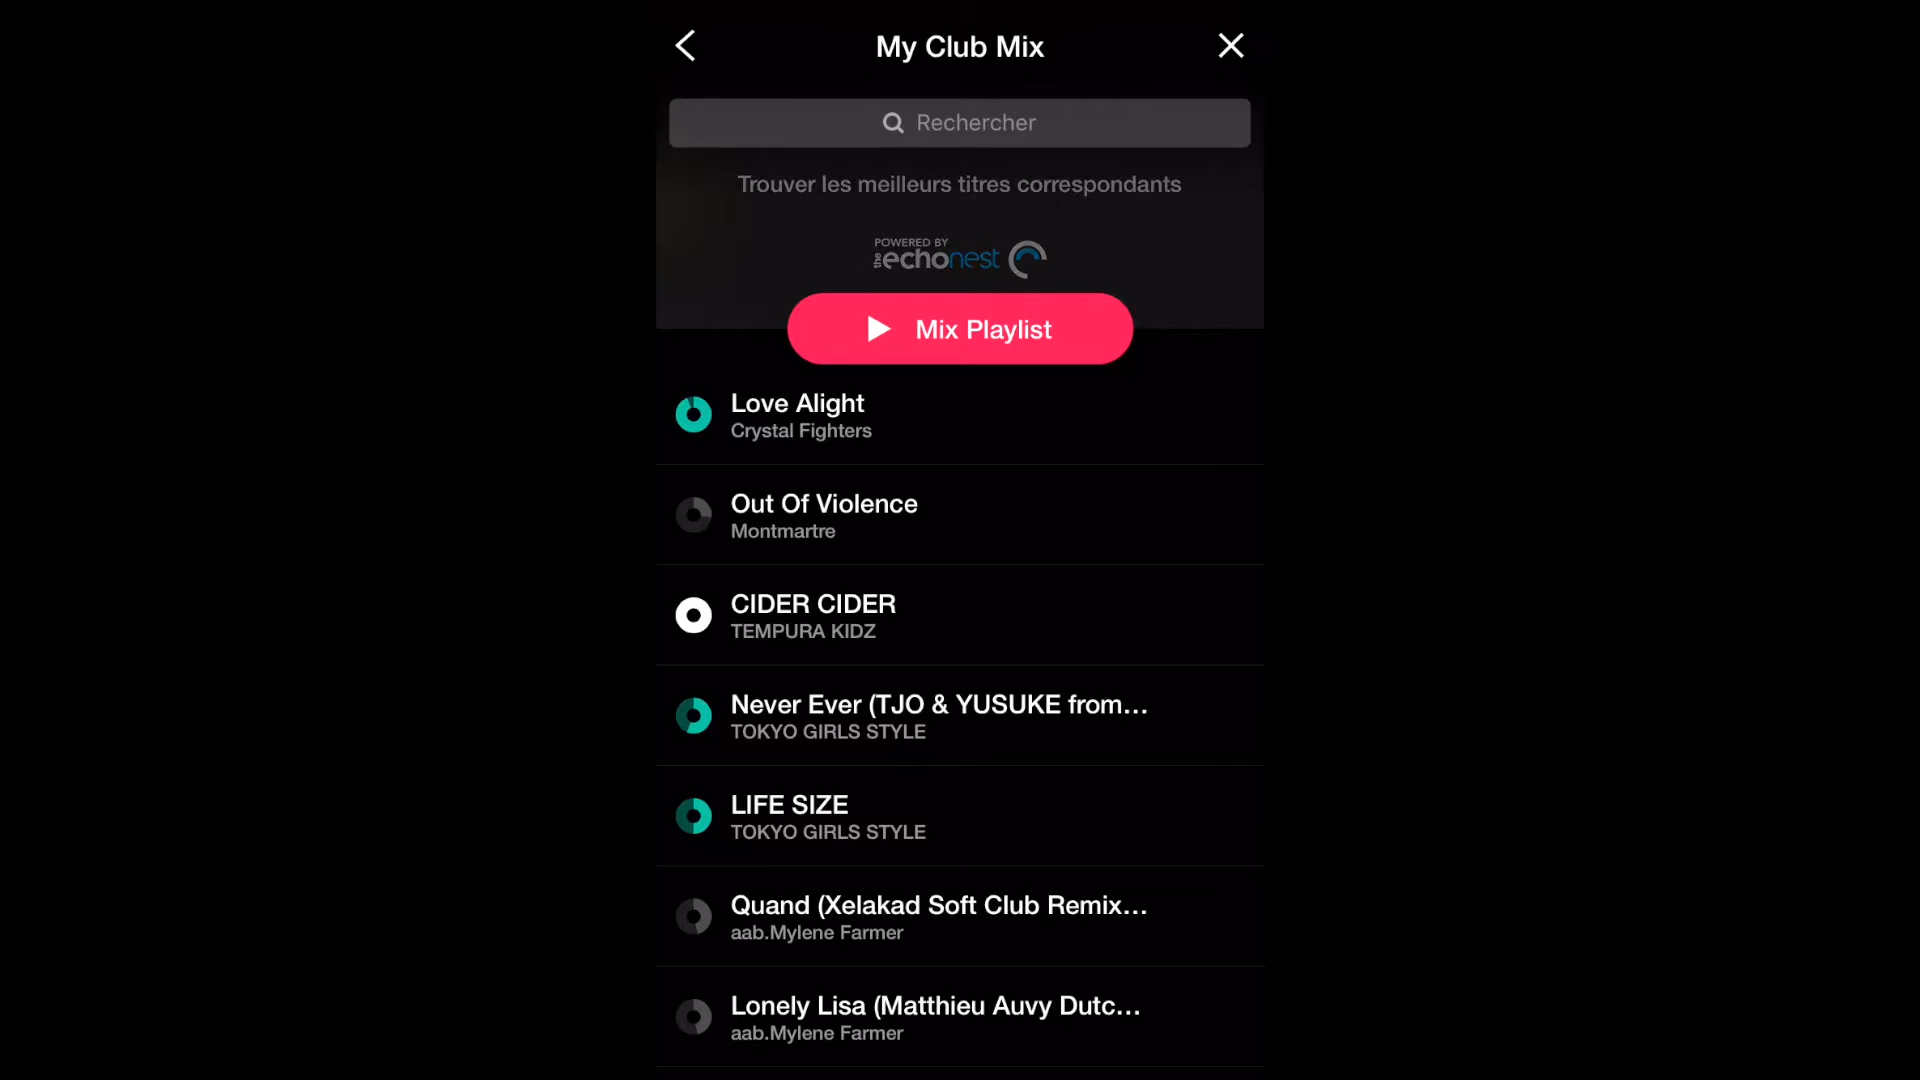 My Club Mix
Rechercher
Trouver les meilleurs titres correspondants
POWERED BY
the echonest
Mix Playlist
Love Alight
Crystal Fighters
Out Of Violence
Montmartre
CIDER CIDER
TEMPURA KIDZ
Never Ever (TJO & YUSUKE from...
TOKYO GIRLS STYLE
LIFE SIZE
TOKYO GIRLS STYLE
Quand (Xelakad Soft Club Remix...
aab.Mylene Farmer
Lonely Lisa (Matthieu Auvy Dutc...
aab.Mylene Farmer